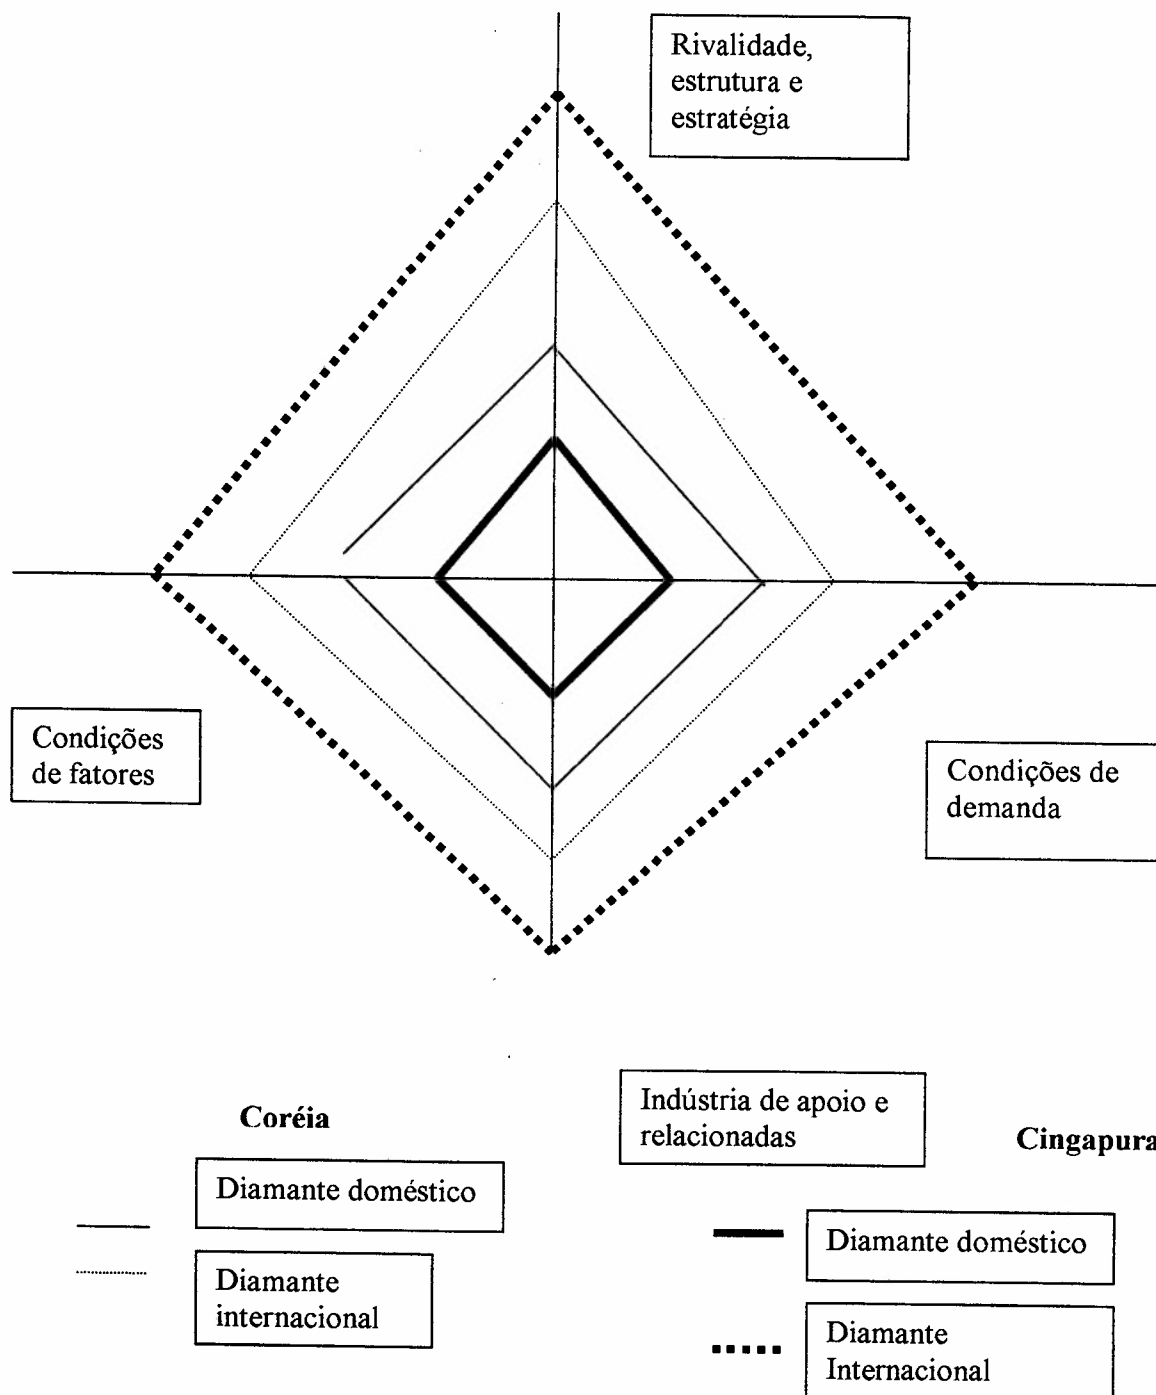 Rivalidade,
estrutura e
estratégia
Condições
de fatores
Condições de
demanda
Indústria de apoio e
relacionadas
Coréia
Cingapura
Diamante doméstico
Diamante
internacional
Diamante doméstico
Diamante
Internacional